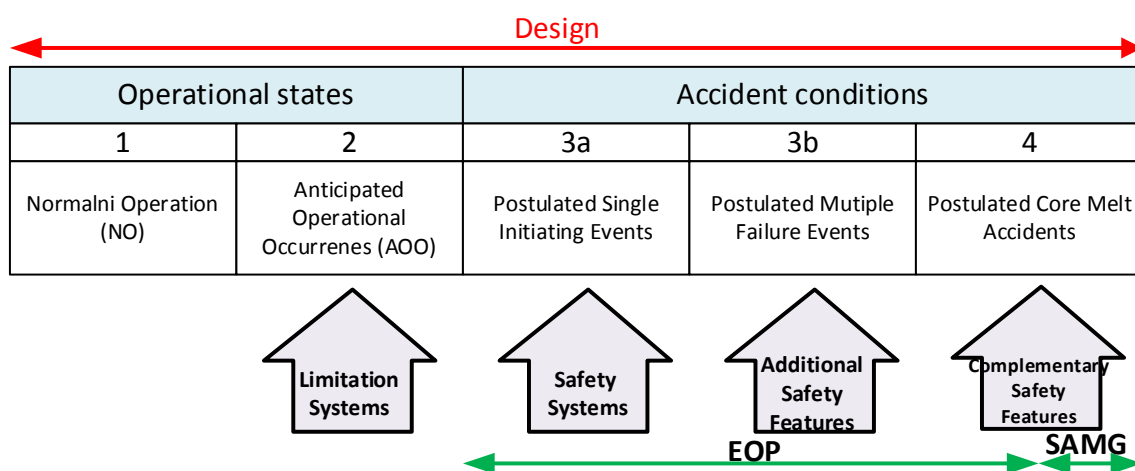 Design
Operational states
Accident conditions
1
2
3a
3b
4
Normalni Operation
(NO)
Anticipated
Operational
Occurrenes (AOO)
Postulated Single
Initiating Events
Postulated Mutiple
Failure Events
Postulated Core Melt
Accidents
Limitation
Systems
Safety
Systems
Additional
Safety
Features
Complementary
Safety
Features
EOP
SAMG